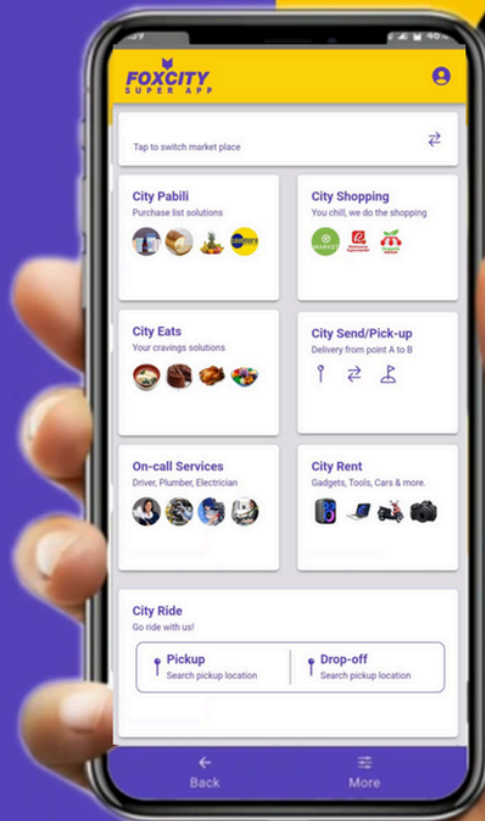 FOXCITY
SUPER APP
Tap to switch market place
City Pabili
Purchase list solutions
City Shopping
You chill, we do the shopping
MARKET
City Eats
Your cravings solutions
City Send/Pick-up
Delivery from point A to B
On-call Services
Driver, Plumber, Electrician
City Rent
Gadgets, Tools, Cars & more.
City Ride
Go ride with us!
Pickup
Search pickup location
Drop-off
Search pickup location
Back
More